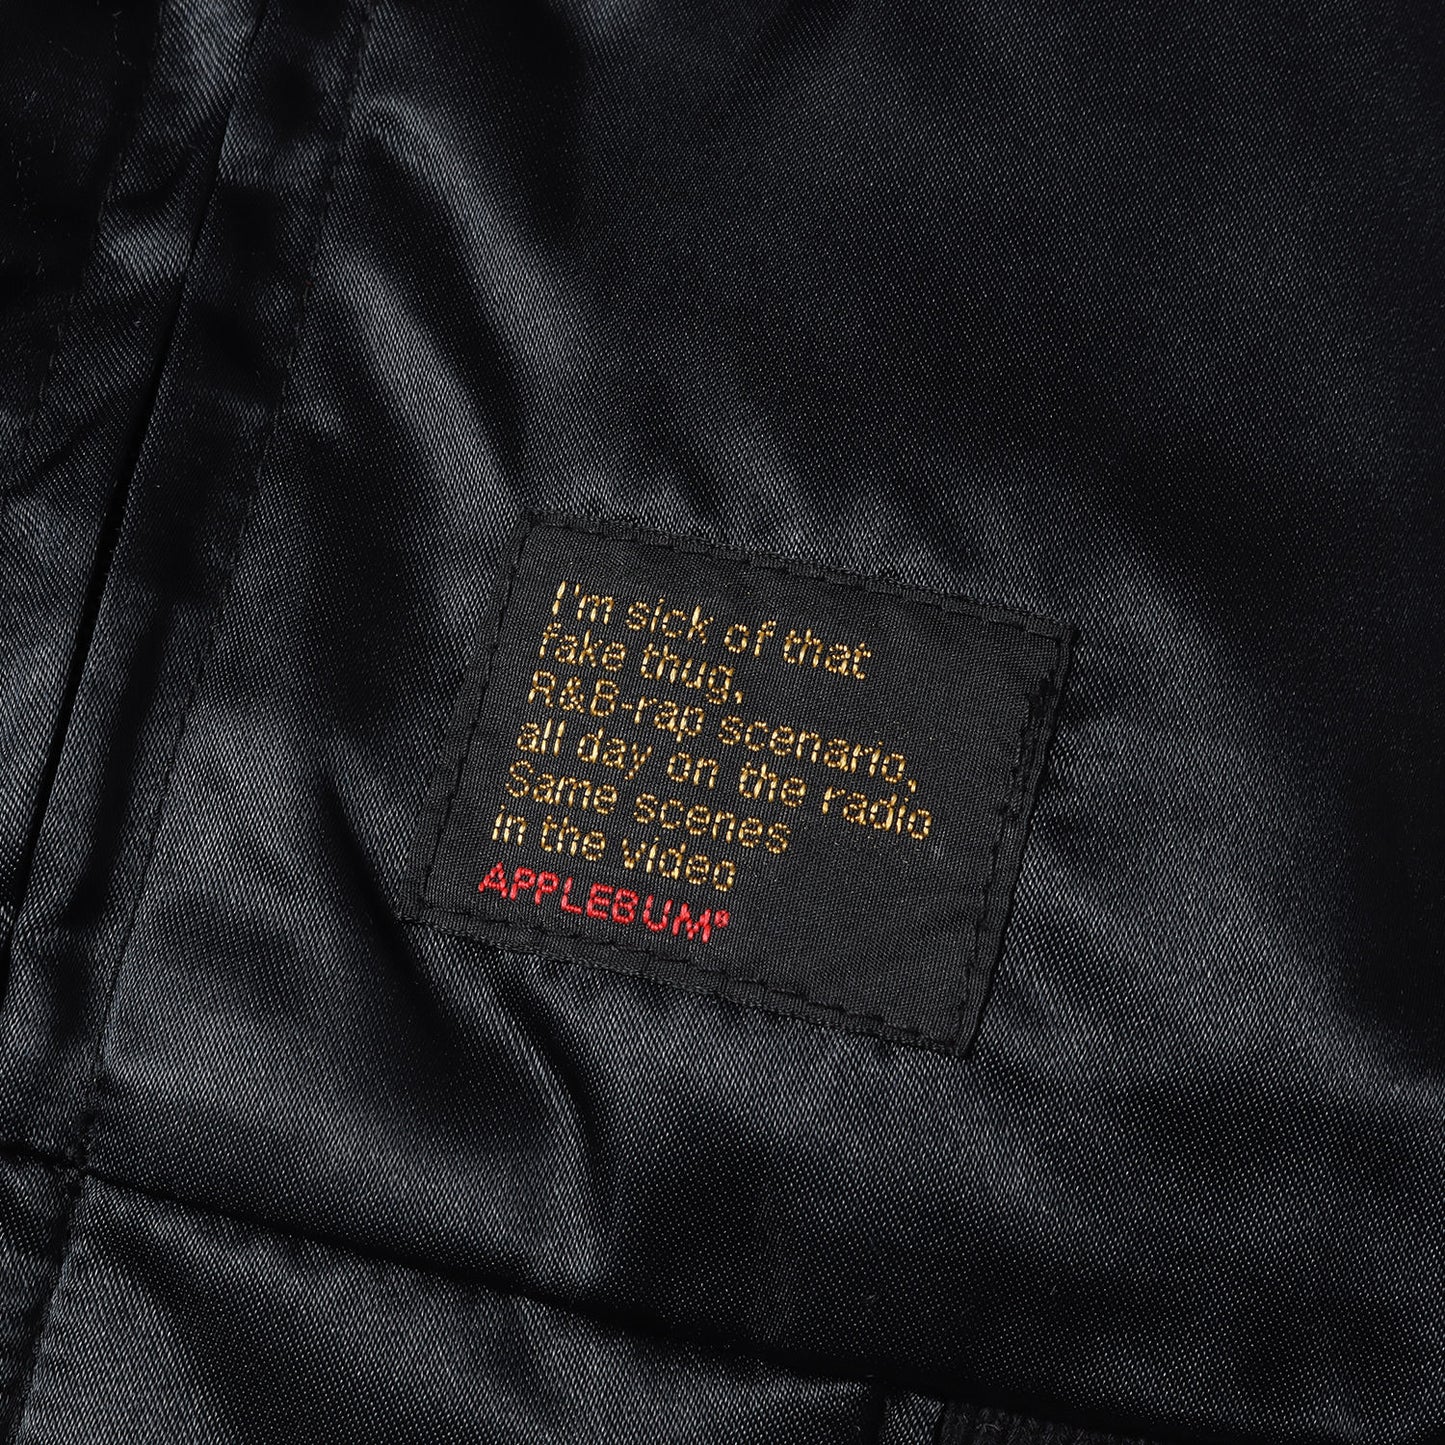 I'm sick of that
fake thug,
R&B-rap scenario,
all day on the radio
Same scenes
in the video
APPLEBUM®